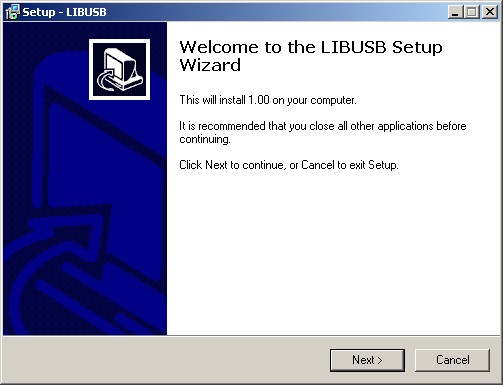 Setup - LIBUSB
Welcome to the LIBUSB Setup
Wizard
This will install 1.00 on your computer.
It is recommended that you close all other applications before
continuing.
Click Next to continue, or Cancel to exit Setup.
Next >
Cancel